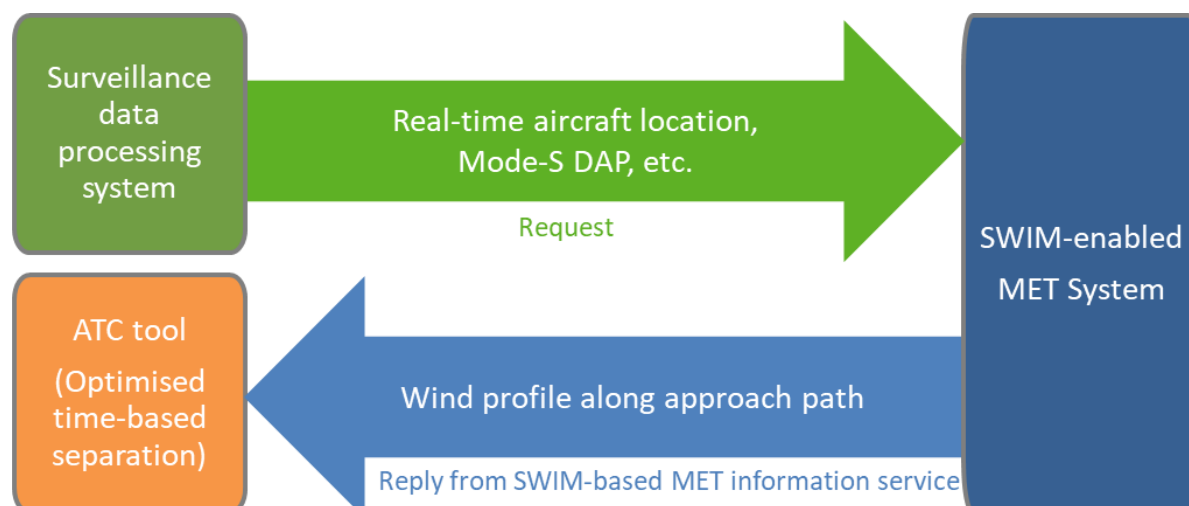 Surveillance
data
processing
system
Real-time aircraft location,
Mode-S DAP, etc.
Request
SWIM-enabled
MET System
ATC tool
(Optimised
time-based
separation)
Wind profile along approach path
Reply from SWIM-based MET information service